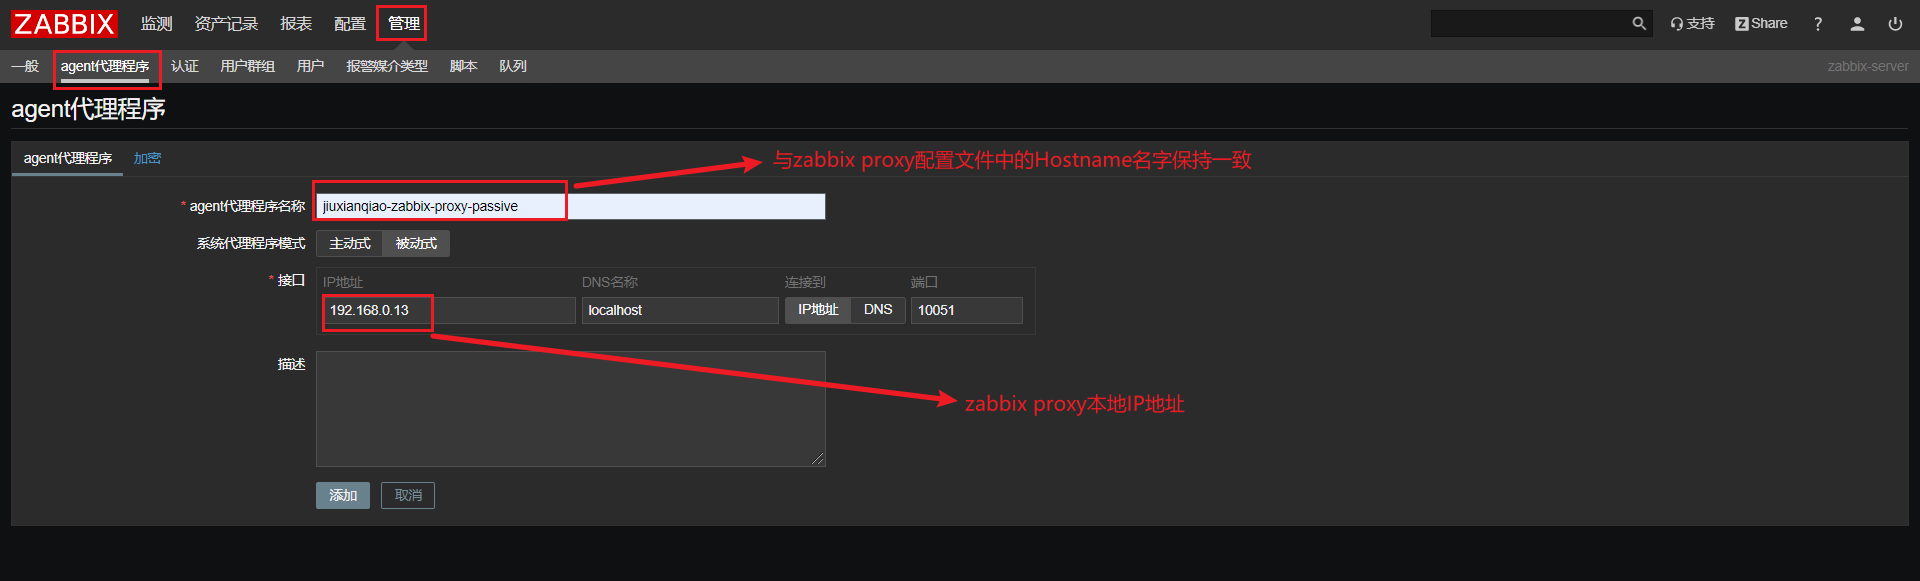 ZABBIX 监测 资产记录 报表 配置 管理 支持 Z Share ?
一般 agent代理程序 认证 用户群组 用户 报警媒介类型 脚本 队列 zabbix-server
agent代理程序
agent代理程序 加密
与zabbix proxy配置文件中的Hostname名字保持一致
* agent代理程序名称 jiuxianqiao-zabbix-proxy-passive
系统代理程序模式 主动式 被动式
* 接口 IP地址 DNS名称 连接到 端口
192.168.0.13 localhost IP地址 DNS 10051
描述
zabbix proxy本地IP地址
添加 取消